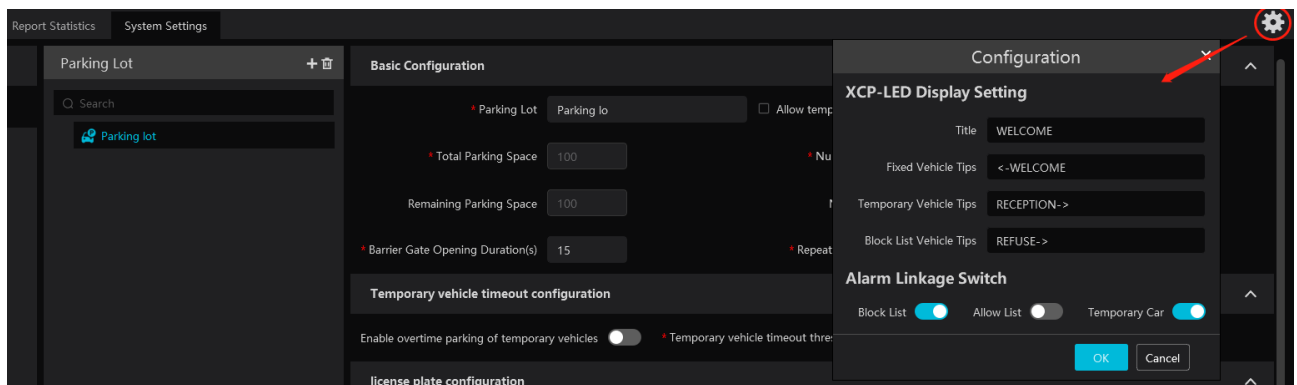 Report Statistics
System Settings
Parking Lot
Search
Parking lot
Basic Configuration
* Parking Lot Parking lo Allow temp
* Total Parking Space 100 * Nu
Remaining Parking Space 100
* Barrier Gate Opening Duration(s) 15 * Repeat
Temporary vehicle timeout configuration
Enable overtime parking of temporary vehicles * Temporary vehicle timeout thre
license plate configuration
Configuration
XCP-LED Display Setting
Title WELCOME
Fixed Vehicle Tips <-WELCOME
Temporary Vehicle Tips RECEPTION->
Block List Vehicle Tips REFUSE->
Alarm Linkage Switch
Block List Allow List Temporary Car
OK Cancel